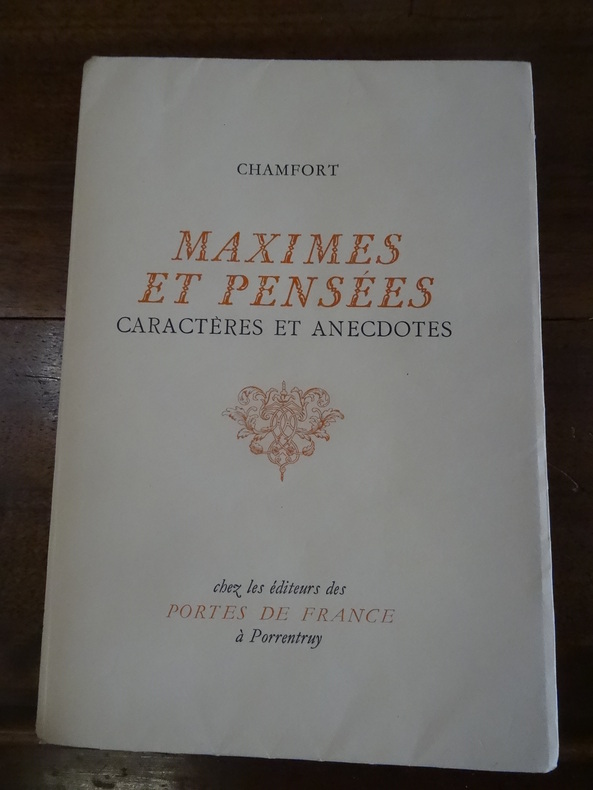 CHAMFORT
MAXIMES
ET PENSÉES
CARACTÈRES ET ANECDOTES
chez les éditeurs des
PORTES DE FRANCE
à Porrentruy